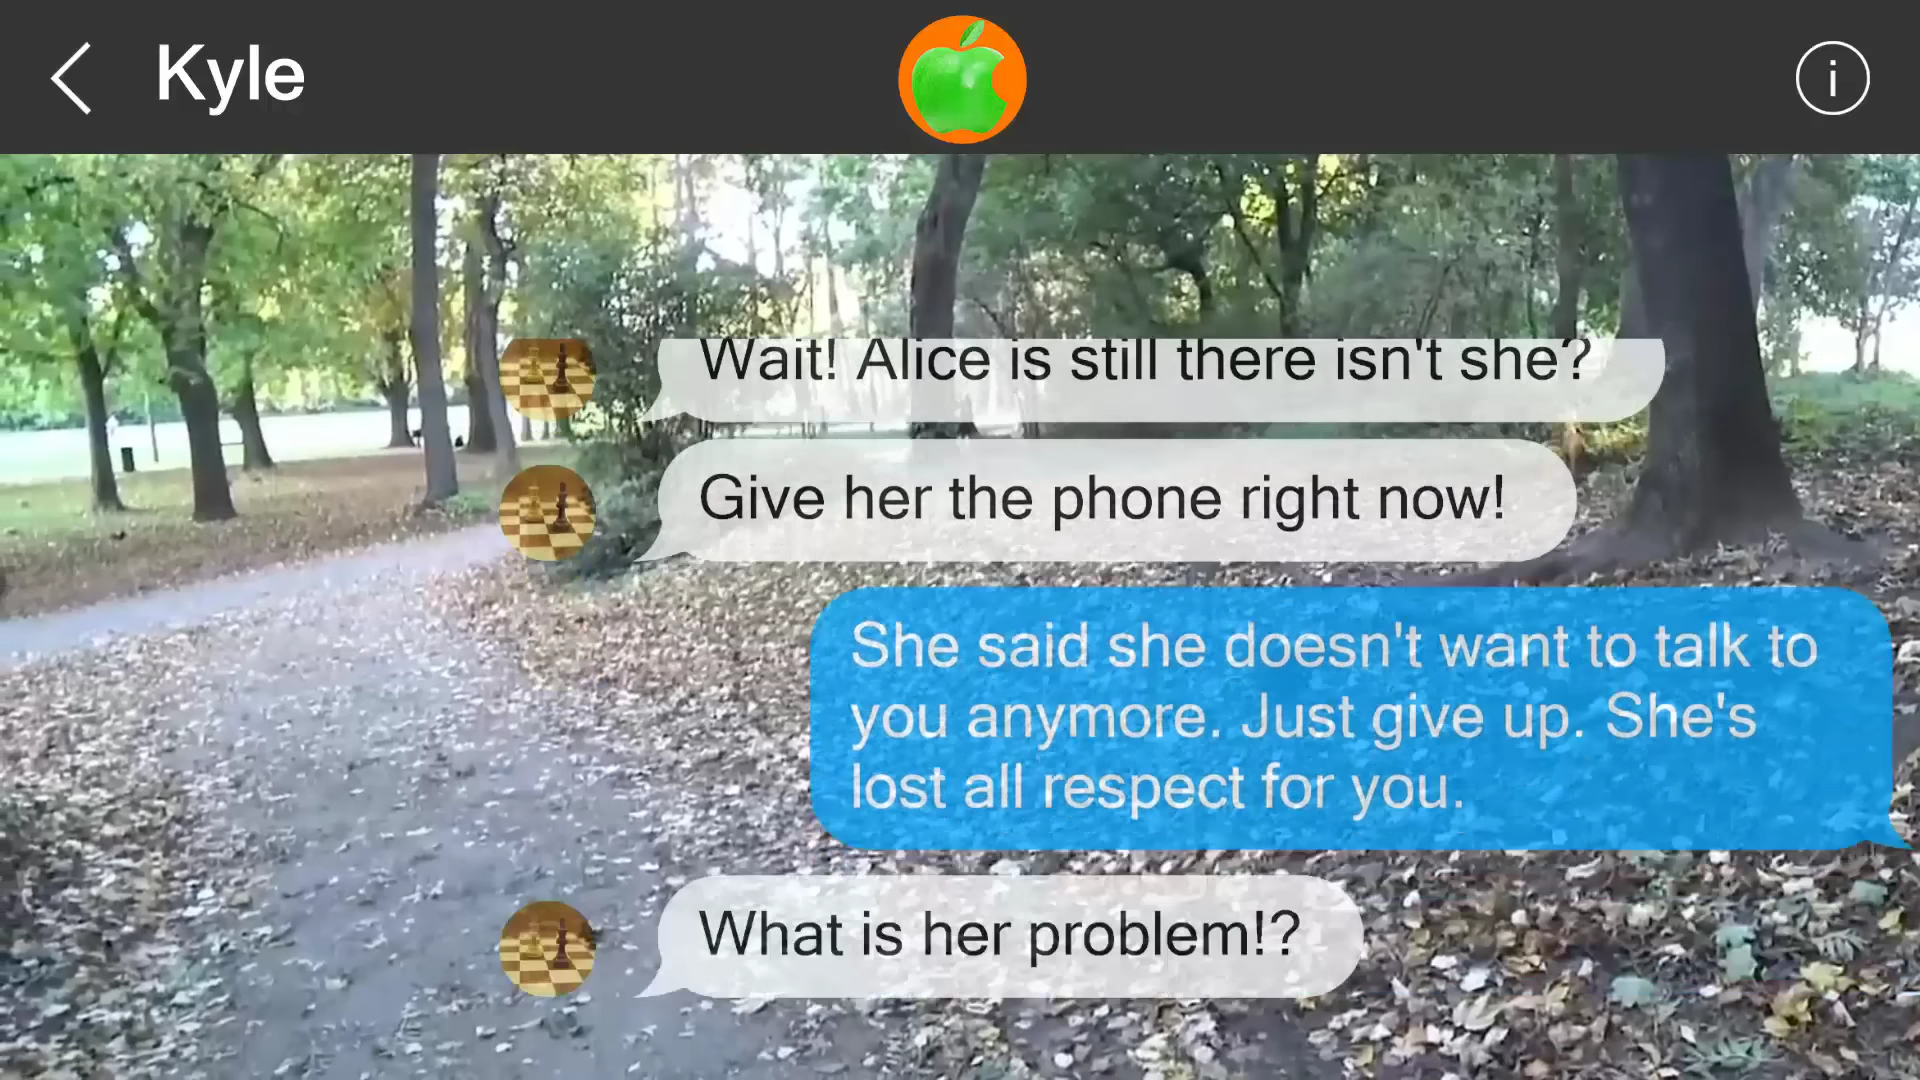 Kyle
i
Wait! Alice is still there isn't she?
Give her the phone right now!
She said she doesn't want to talk to
you anymore. Just give up. She's
lost all respect for you.
What is her problem!?